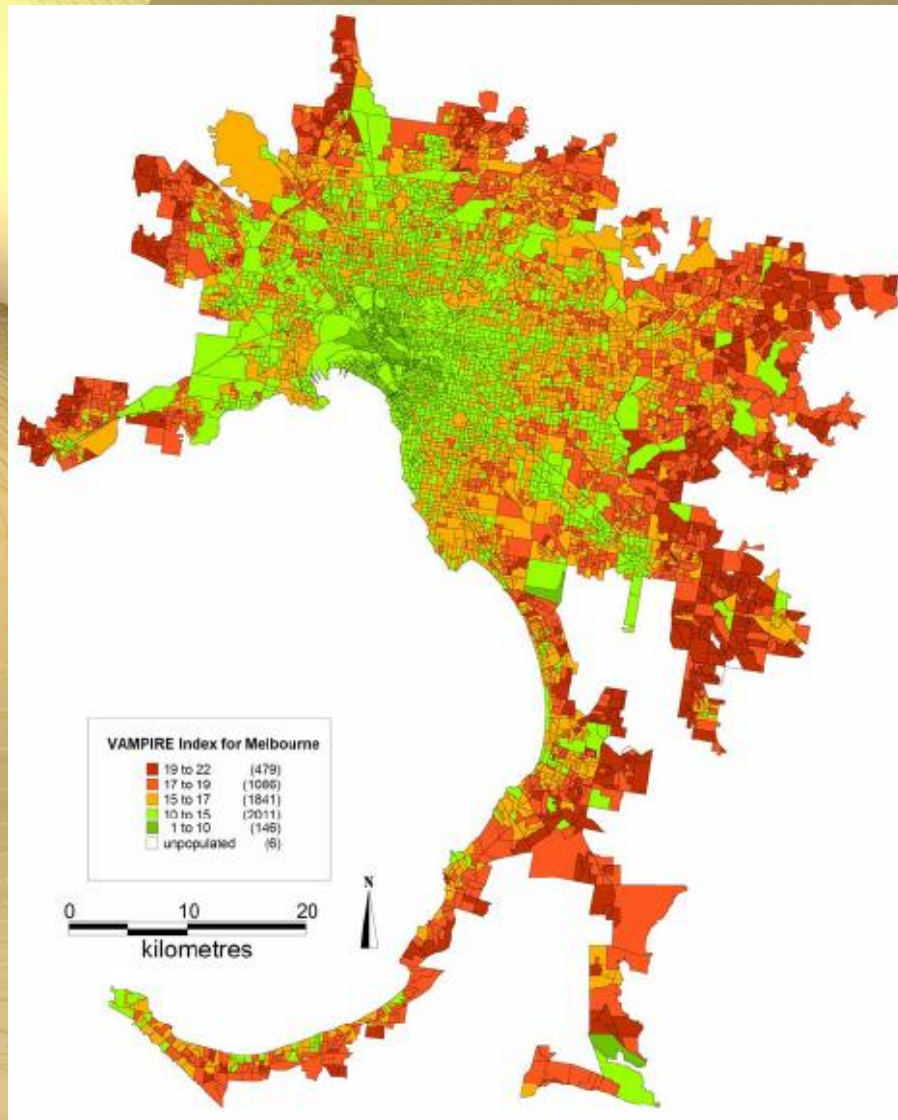 VAMPIRE Index for Melbourne
19 to 22 (479)
17 to 19 (1086)
15 to 17 (1841)
10 to 15 (2011)
1 to 10 (146)
unpopulated (6)
N
0 10 20
kilometres